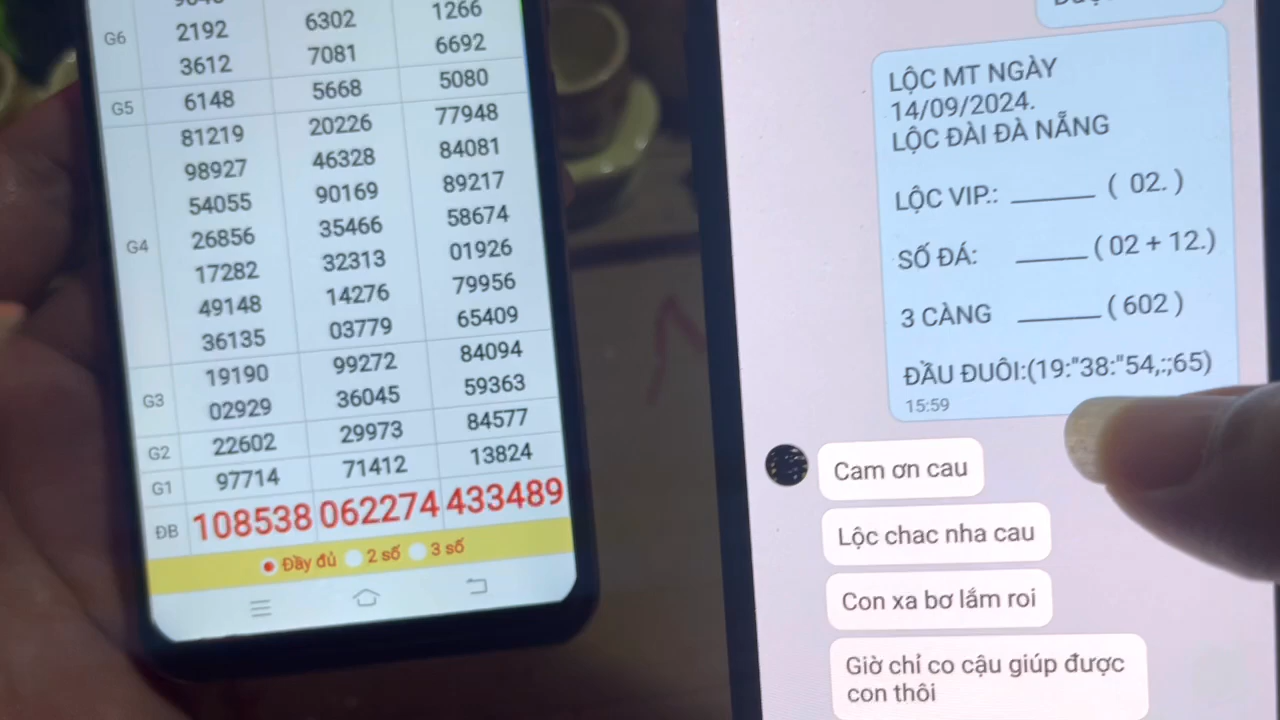 G6 2192 6302 1266
3612 7081 6692
G5 6148 5668 5080
G4 81219 20226 77948
98927 46328 84081
54055 90169 89217
26856 35466 58674
17282 32313 01926
49148 14276 79956
36135 03779 65409
G3 19190 99272 84094
02929 36045 59363
G2 22602 29973 84577
G1 97714 71412 13824
ĐB 108538 062274 433489
Đầy đủ 2 số 3 số
LỘC MT NGÀY
14/09/2024.
LỘC ĐÀI ĐÀ NẴNG
LỘC VIP.: ______ ( 02. )
SỐ ĐÁ: _____ ( 02 + 12.)
3 CÀNG ______ ( 602 )
ĐẦU ĐUÔI:(19:"38:"54,:;65)
15:59
Cam ơn cau
Lộc chac nha cau
Con xa bơ lắm roi
Giờ chỉ co cậu giúp được
con thôi